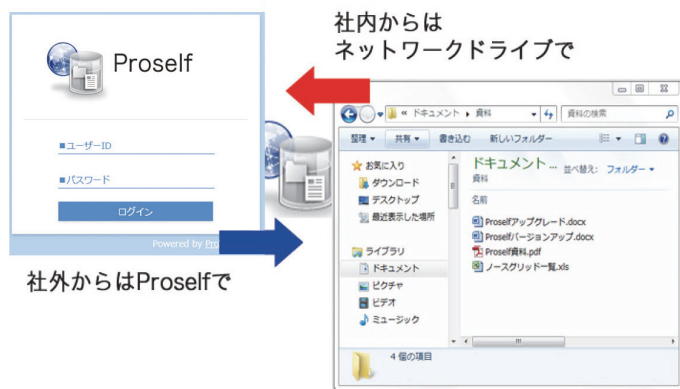 Proself
■ユーザーID
■パスワード
ログイン
Powered by Pro
社外からはProselfで
社内からは
ネットワークドライブで
« ドキュメント ▸ 資料
資料の検索
整理 ▼ 共有 ▼ 書き込む 新しいフォルダー
お気に入り
ダウンロード
デスクトップ
最近表示した場所
ライブラリ
ドキュメント
ピクチャ
ビデオ
ミュージック
ドキュメント ...
資料
並べ替え: フォルダー ▼
名前
Proselfアップグレード.docx
Proselfバージョンアップ.docx
Proself資料.pdf
ノースグリッド一覧.xls
4 個の項目